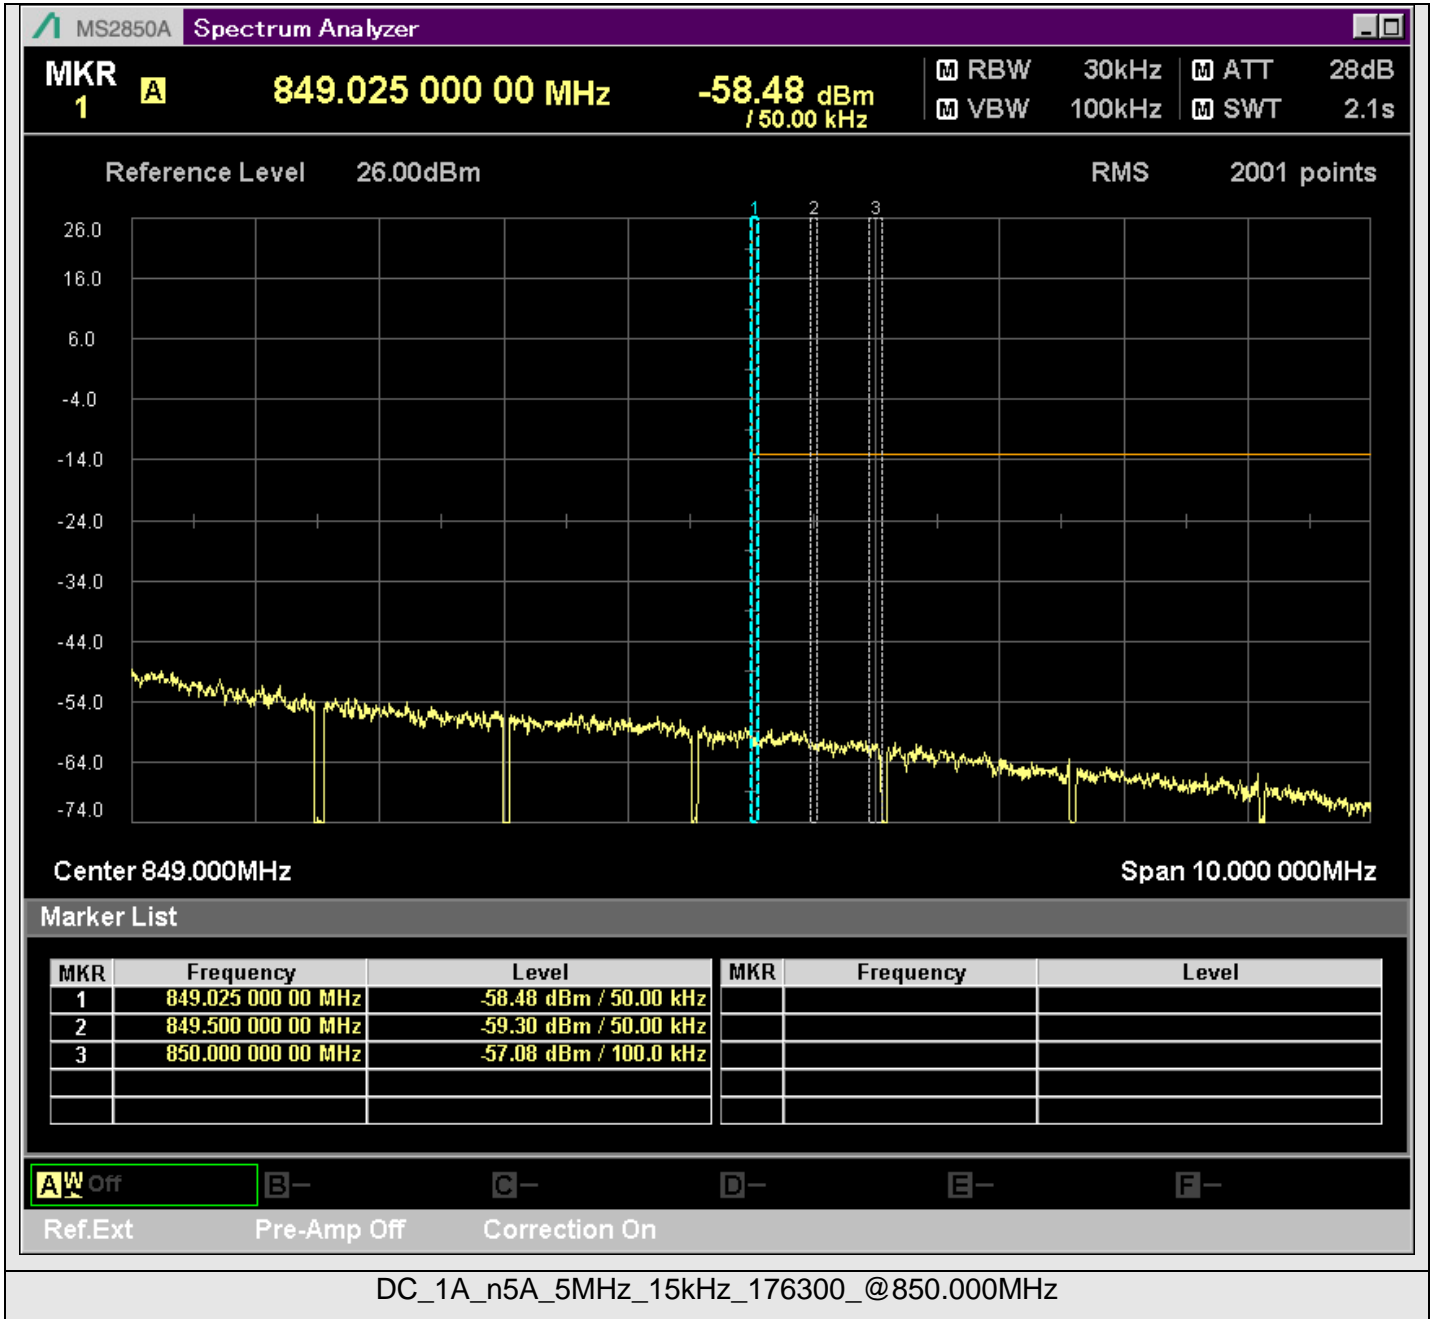 MS2850A Spectrum Analyzer
MKR 1 A 849.025 000 00 MHz -58.48 dBm / 50.00 kHz
M RBW 30kHz M ATT 28dB
M VBW 100kHz M SWT 2.1s
Reference Level 26.00dBm RMS 2001 points
1 2 3
26.0
16.0
6.0
-4.0
-14.0
-24.0
-34.0
-44.0
-54.0
-64.0
-74.0
Center 849.000MHz Span 10.000 000MHz
Marker List
MKR Frequency Level MKR Frequency Level
1 849.025 000 00 MHz -58.48 dBm / 50.00 kHz
2 849.500 000 00 MHz -59.30 dBm / 50.00 kHz
3 850.000 000 00 MHz -57.08 dBm / 100.0 kHz
A W Off B – C – D – E – F –
Ref.Ext Pre-Amp Off Correction On
DC_1A_n5A_5MHz_15kHz_176300_@850.000MHz